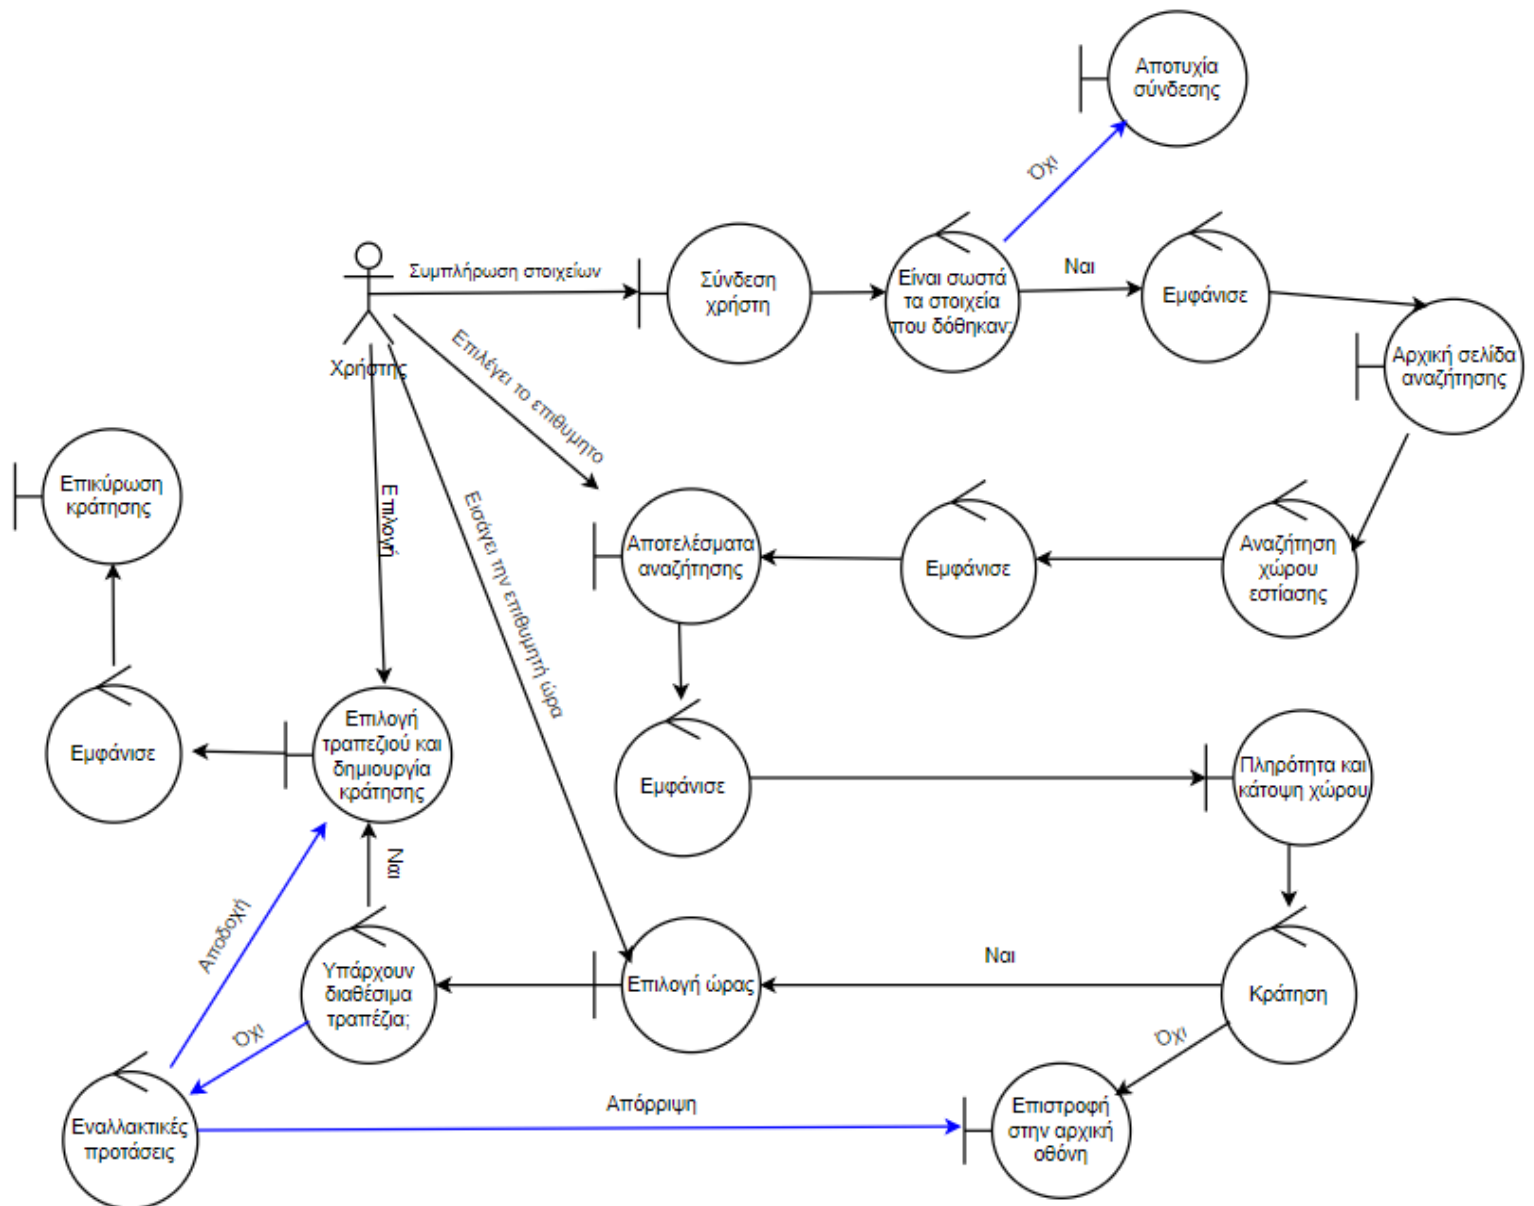 Αποτυχία
σύνδεσης
Όχι
Συμπλήρωση στοιχείων
Σύνδεση
χρήστη
Είναι σωστά
τα στοιχεία
που δόθηκαν;
Ναι
Εμφάνισε
Αρχική σελίδα
αναζήτησης
Χρήστης
Επιλέγει το επιθυμητο
Επικύρωση
κράτησης
Επιλογή
Εισάγει την επιθυμητή ώρα
Αποτελέσματα
αναζήτησης
Εμφάνισε
Αναζήτηση
χώρου
εστίασης
Εμφάνισε
Επιλογή
τραπεζιού και
δημιουργία
κράτησης
Εμφάνισε
Πληρότητα και
κάτοψη χώρου
Ναι
Αποδοχή
Υπάρχουν
διαθέσιμα
τραπέζια;
Επιλογή ώρας
Ναι
Κράτηση
Όχι
Όχι
Εναλλακτικές
προτάσεις
Απόρριψη
Επιστροφή
στην αρχική
οθόνη